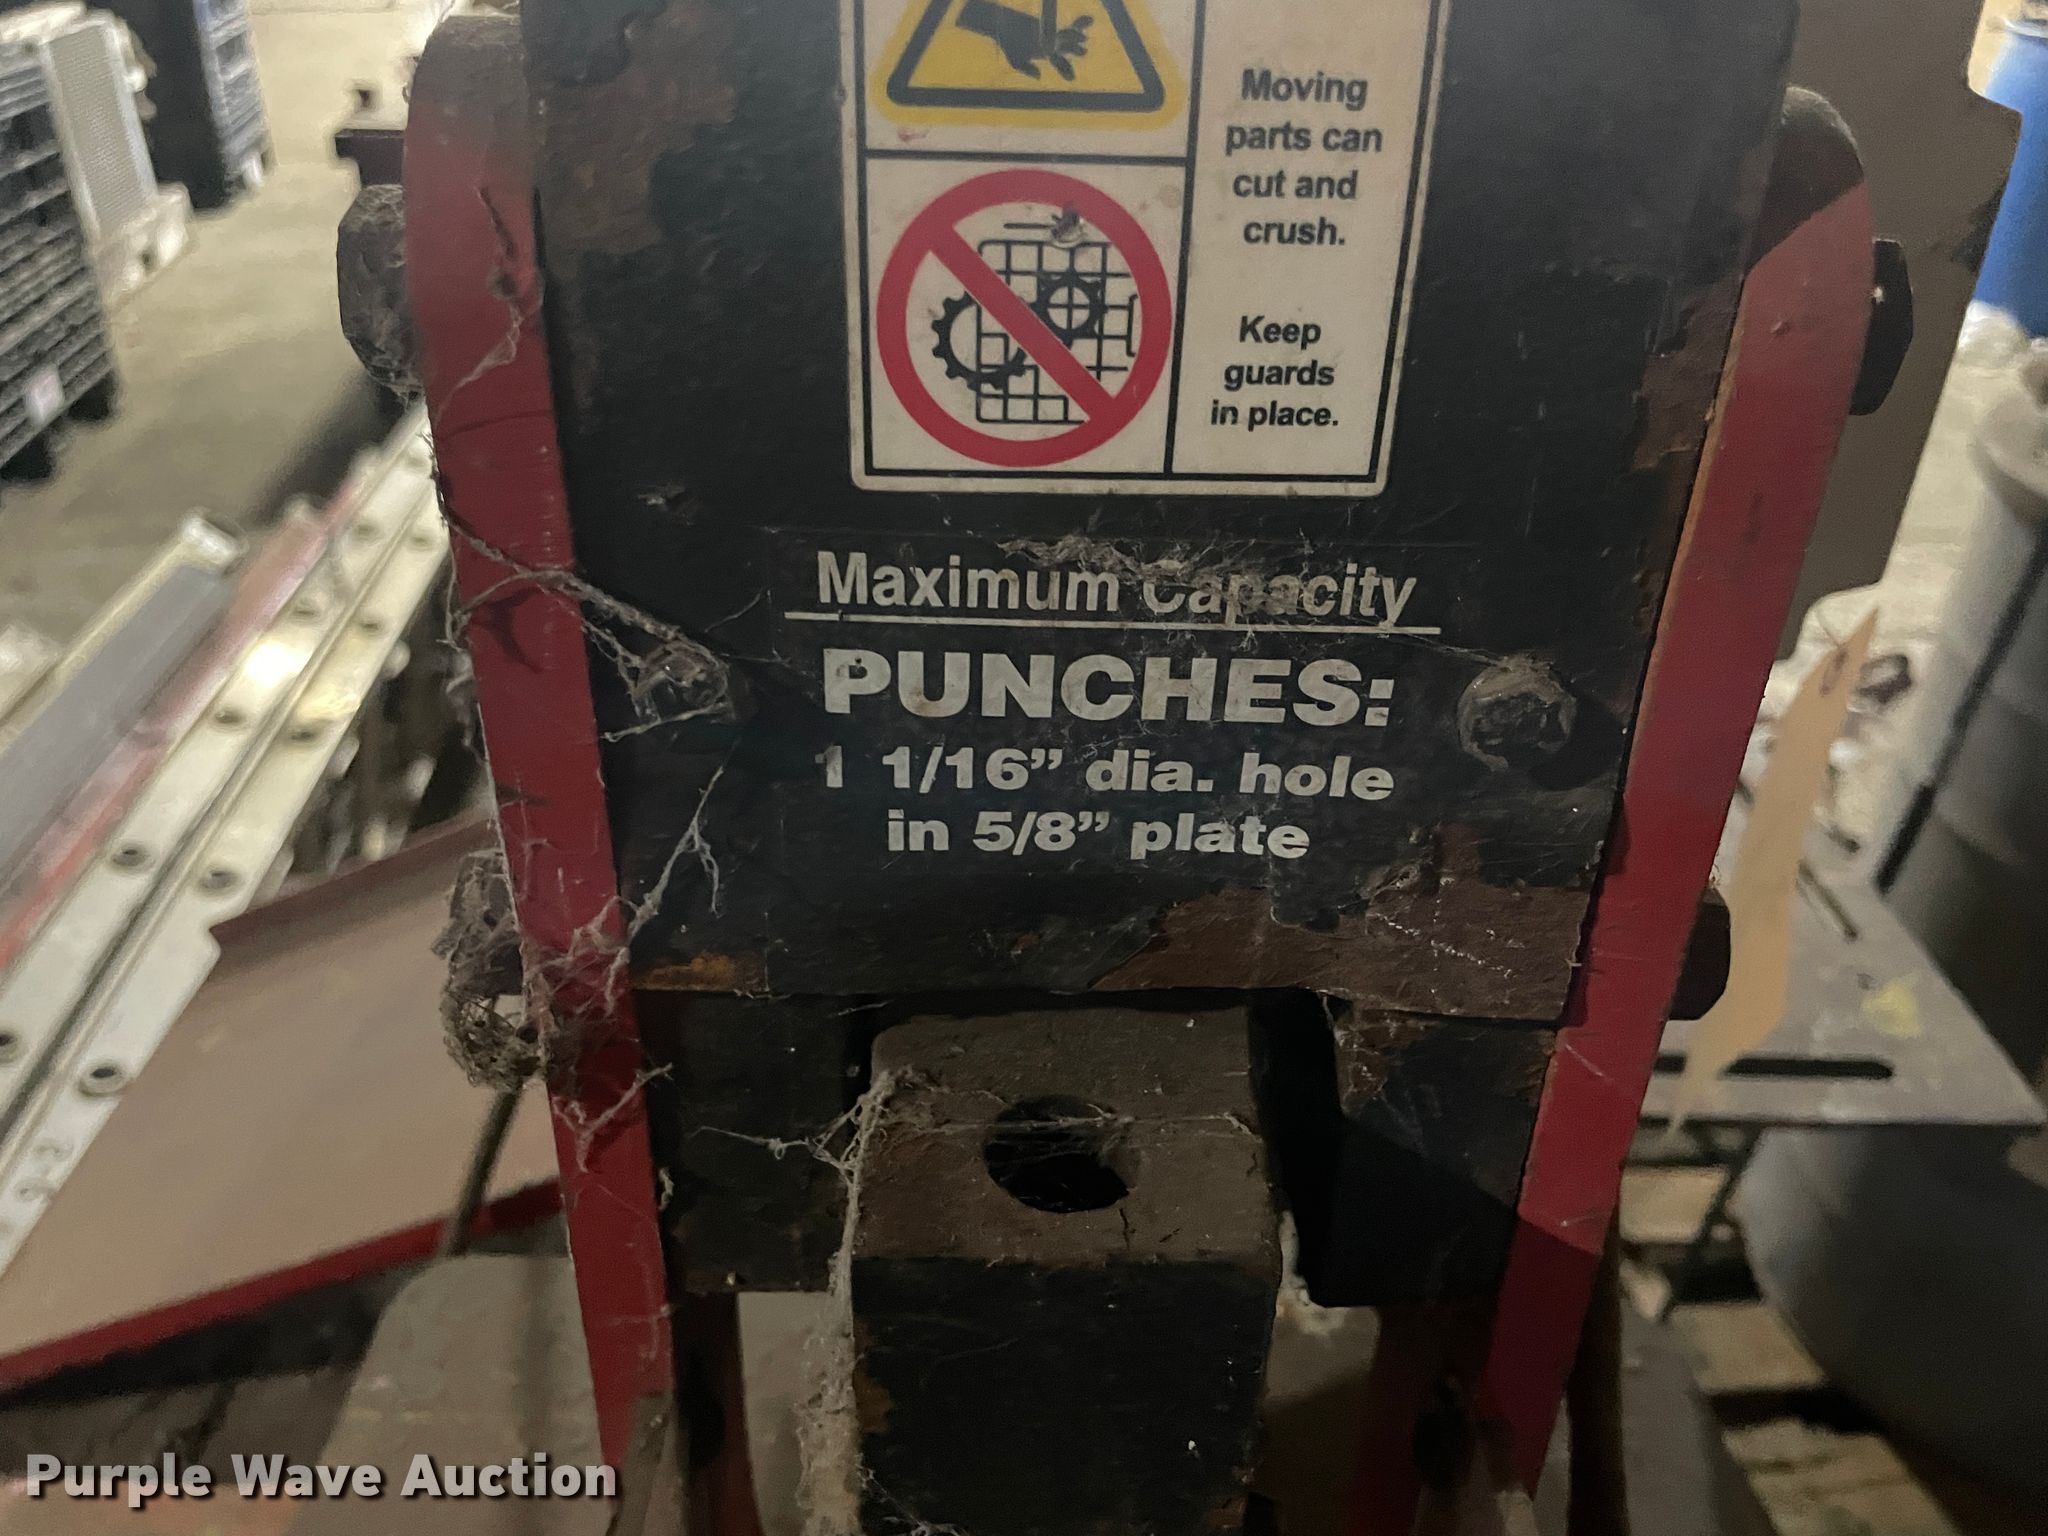 Moving
parts can
cut and
crush.
Keep
guards
in place.
Maximum Capacity
PUNCHES:
1 1/16” dia. hole
in 5/8” plate
Purple Wave Auction